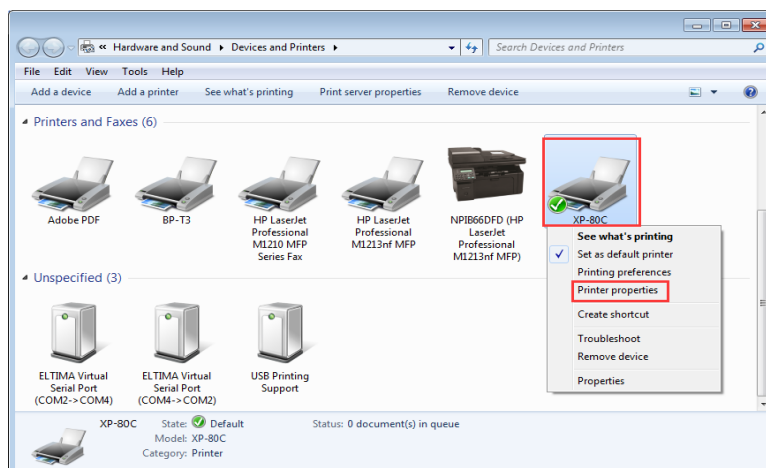 « Hardware and Sound ▸ Devices and Printers ▸ Search Devices and Printers
File Edit View Tools Help
Add a device Add a printer See what's printing Print server properties Remove device
Printers and Faxes (6)
Adobe PDF
BP-T3
HP LaserJet
Professional
M1210 MFP
Series Fax
HP LaserJet
Professional
M1213nf MFP
NPIB66DFD (HP
LaserJet
Professional
M1213nf MFP)
XP-80C
See what's printing
Set as default printer
Printing preferences
Printer properties
Create shortcut
Troubleshoot
Remove device
Properties
Unspecified (3)
ELTIMA Virtual
Serial Port
(COM2->COM4)
ELTIMA Virtual
Serial Port
(COM4->COM2)
USB Printing
Support
XP-80C State: Default Status: 0 document(s) in queue
Model: XP-80C
Category: Printer